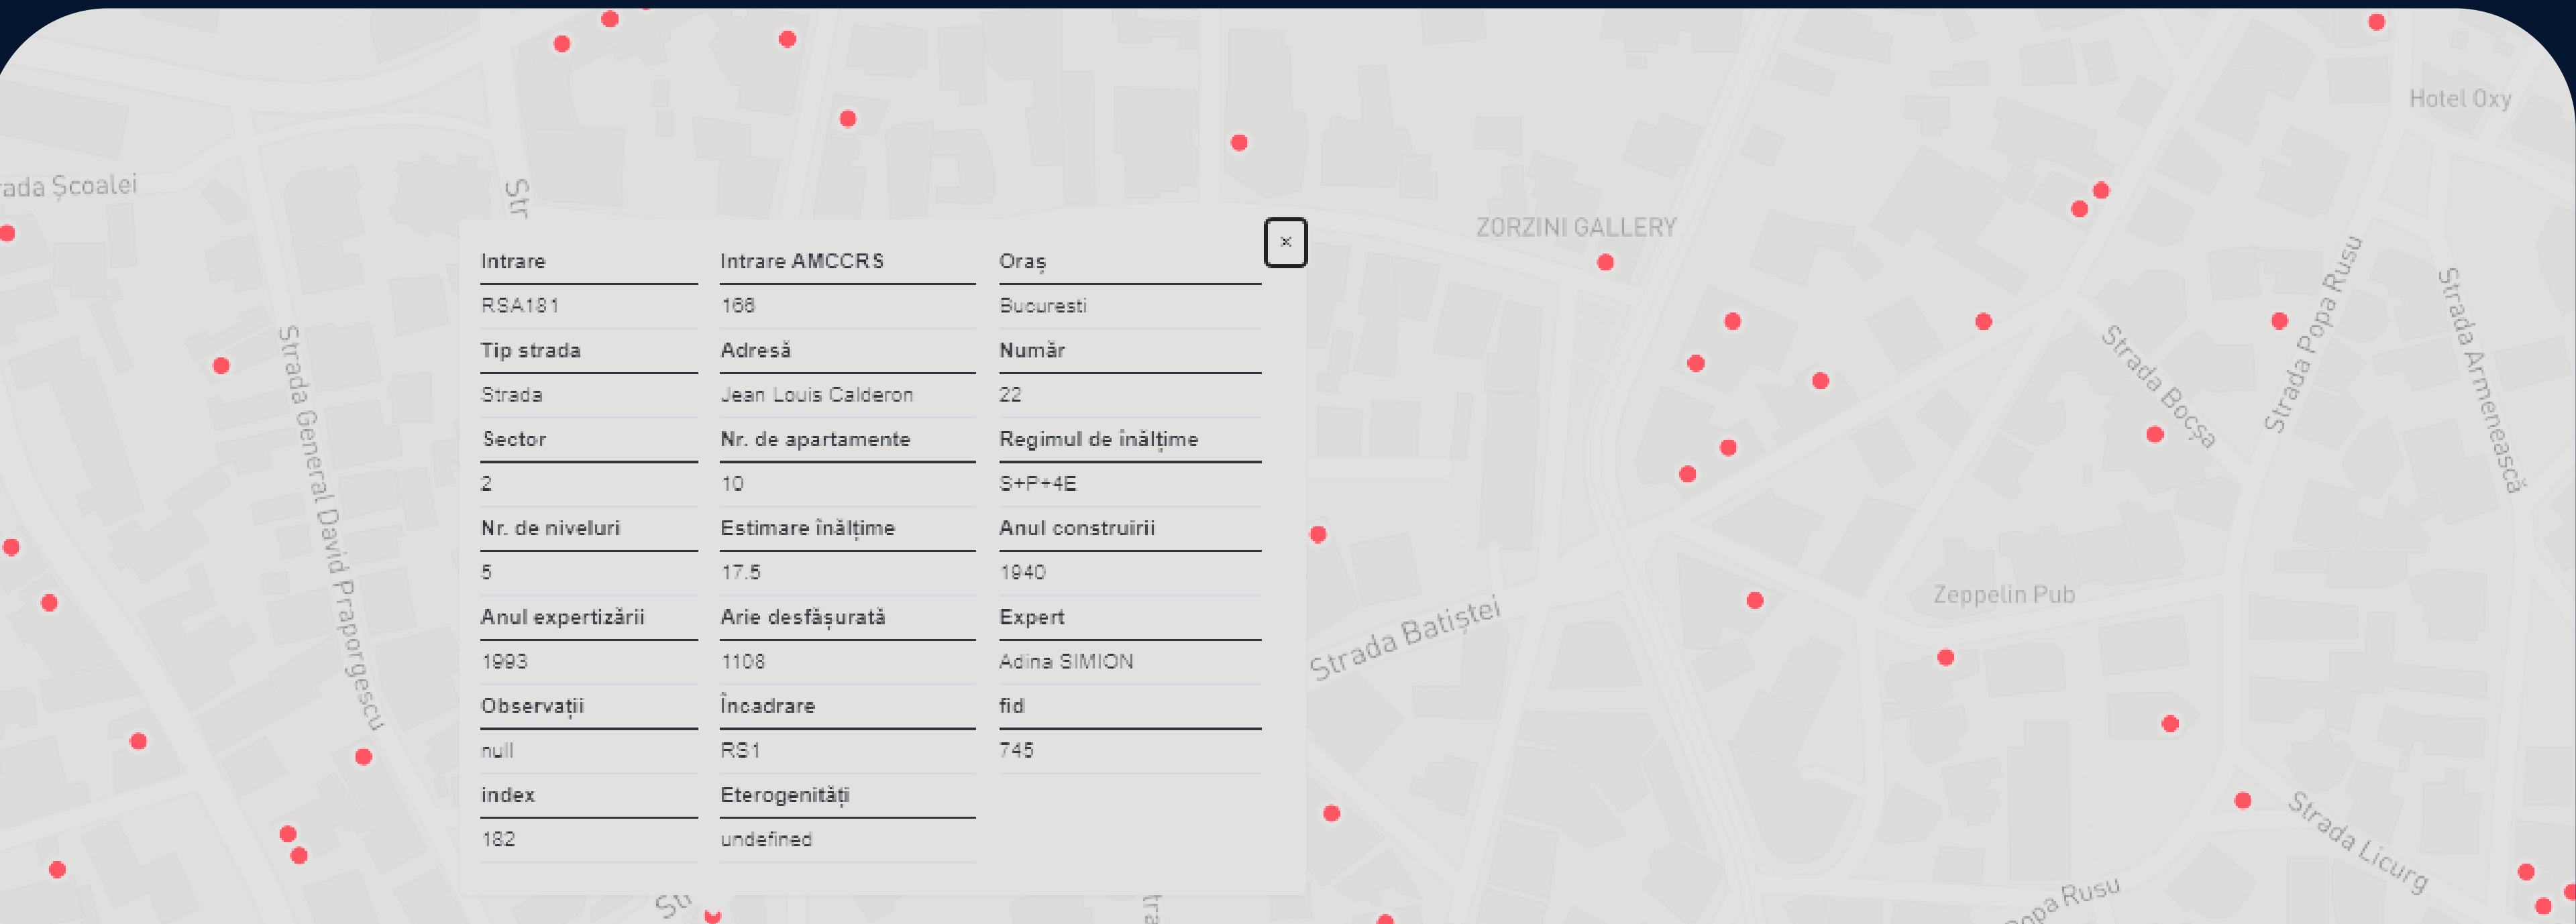 Hotel Oxy
rada Școalei
Str
ZORZINI GALLERY
×
Intrare Intrare AMCCRS Oraș
RSA181 166 Bucuresti
Tip strada Adresă Număr
Strada Jean Louis Calderon 22
Sector Nr. de apartamente Regimul de înălțime
2 10 S+P+4E
Nr. de niveluri Estimare înălțime Anul construirii
5 17.5 1940
Anul expertizării Arie desfășurată Expert
1993 1108 Adina SIMION
Observații Încadrare fid
null RS1 745
index Eterogenități
182 undefined
Strada General David Praporgescu
Strada Popa Rusu
Strada Armenească
Strada Bocșa
Zeppelin Pub
Strada Batiștei
Strada Licurg
Popa Rusu
tra